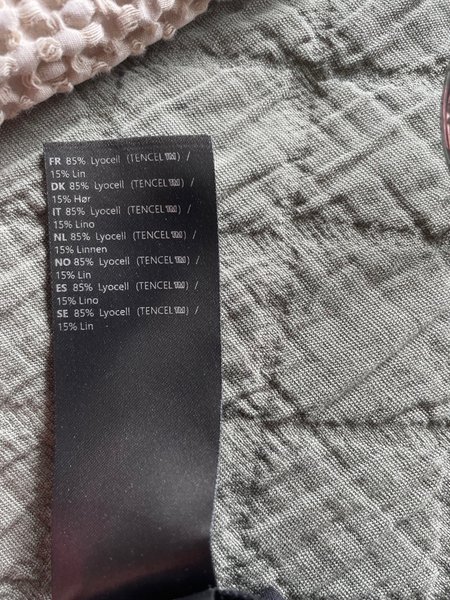 FR 85% Lyocell (TENCEL™) /
15% Lin
DK 85% Lyocell (TENCEL™) /
15% Hør
IT 85% Lyocell (TENCEL™) /
15% Lino
NL 85% Lyocell (TENCEL™) /
15% Linnen
NO 85% Lyocell (TENCEL™) /
15% Lin
ES 85% Lyocell (TENCEL™) /
15% Lino
SE 85% Lyocell (TENCEL™) /
15% Lin